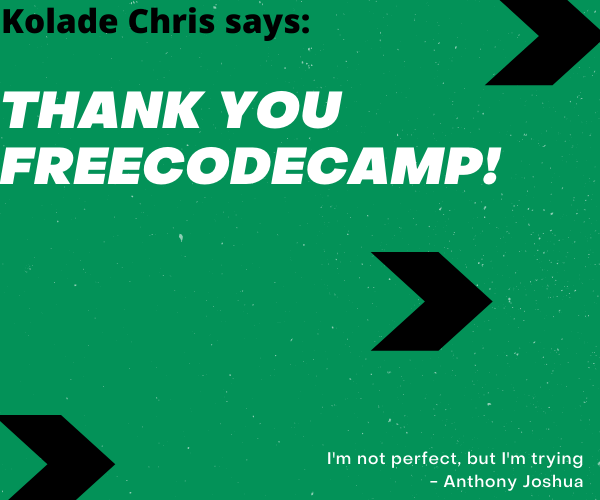 Kolade Chris says:
THANK YOU
FREECODECAMP!
I'm not perfect, but I'm trying
– Anthony Joshua